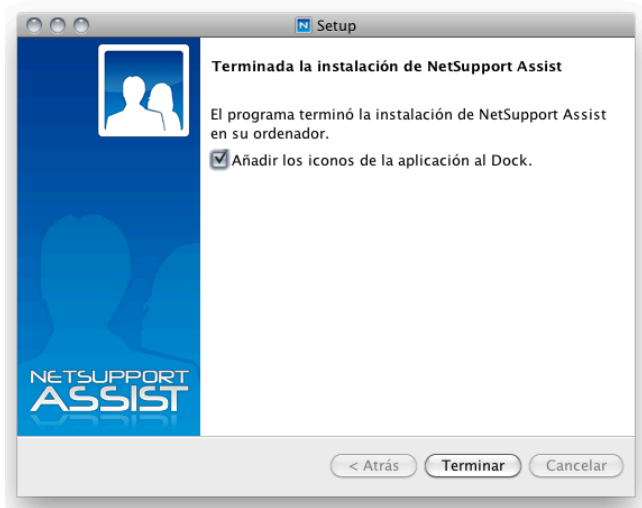 Setup
Terminada la instalación de NetSupport Assist
El programa terminó la instalación de NetSupport Assist
en su ordenador.
Añadir los iconos de la aplicación al Dock.
NETSUPPORT
ASSIST
< Atrás
Terminar
Cancelar